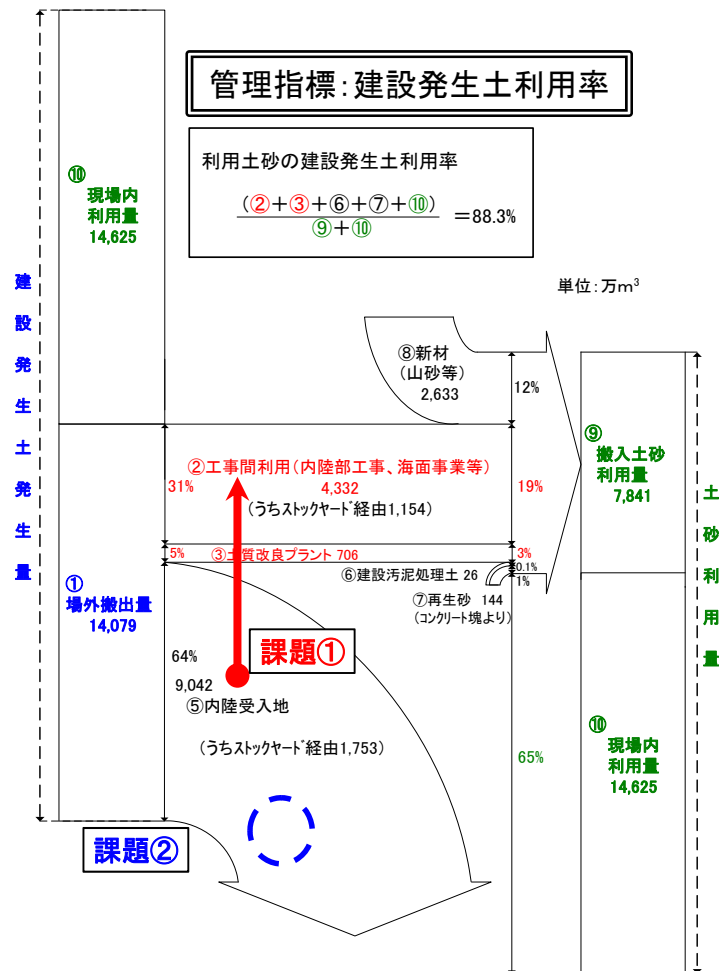 管理指標:建設発生土利用率
利用土砂の建設発生土利用率
(②+③+⑥+⑦+⑩)
⑨+⑩
=88.3%
単位:万m³
建設発生土発生量
⑩
現場内
利用量
14,625
①
場外搬出量
14,079
⑧新材
(山砂等)
2,633
12%
②工事間利用(内陸部工事、海面事業等)
31%
4,332
19%
(うちストックヤード経由1,154)
5%
③土質改良プラント 706
3%
⑥建設汚泥処理土 26
0.1%
1%
⑦再生砂 144
(コンクリート塊より)
課題①
64%
9,042
⑤内陸受入地
(うちストックヤード経由1,753)
65%
課題②
⑨
搬入土砂
利用量
7,841
⑩
現場内
利用量
14,625
土砂利用量